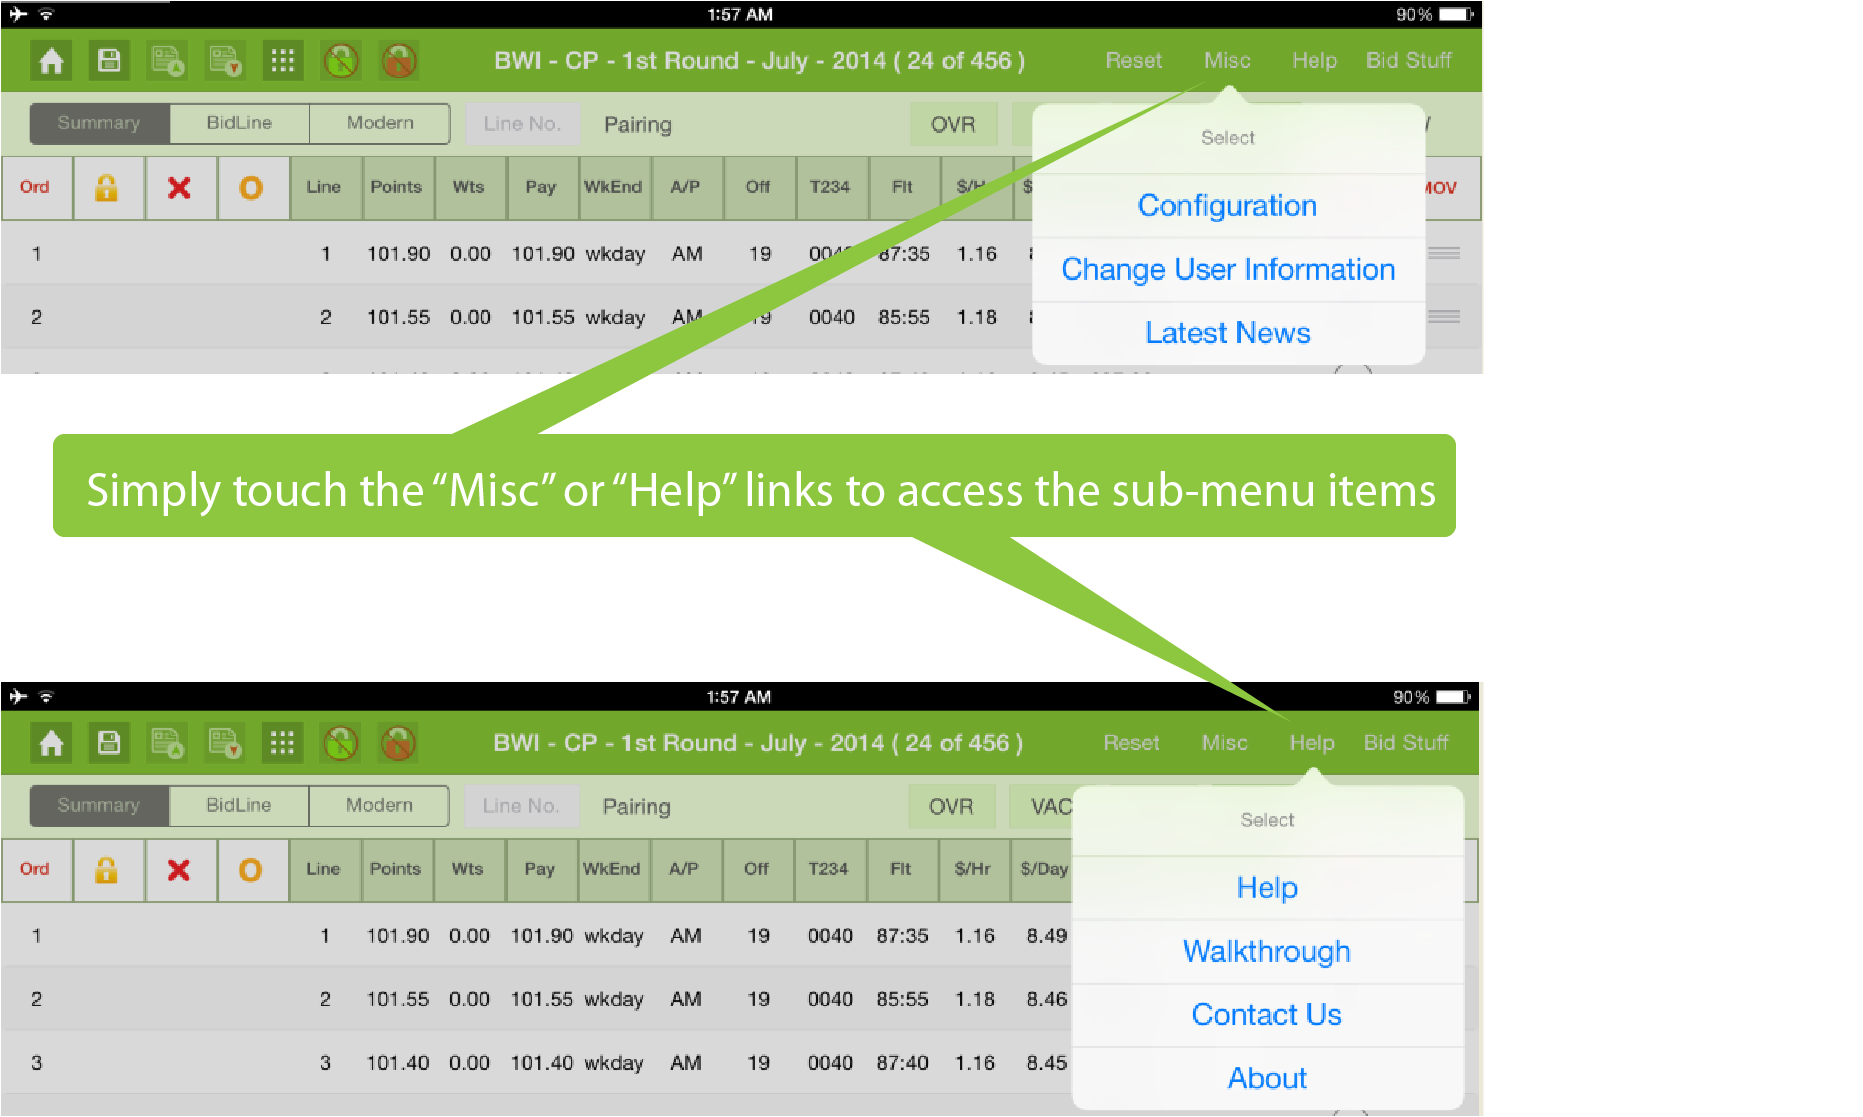 1:57 AM 90%
BWI - CP - 1st Round - July - 2014 ( 24 of 456 ) Reset Misc Help Bid Stuff
Summary BidLine Modern Line No. Pairing OVR
Select
Ord X O Line Points Wts Pay WkEnd A/P Off T234 Flt
Configuration
1 1 101.90 0.00 101.90 wkday AM 19 87:35 1.16
Change User Information
2 2 101.55 0.00 101.55 wkday AM 19 0040 85:55 1.18
Latest News
Simply touch the “Misc” or “Help” links to access the sub-menu items
1:57 AM 90%
BWI - CP - 1st Round - July - 2014 ( 24 of 456 ) Reset Misc Help Bid Stuff
Summary BidLine Modern Line No. Pairing OVR VAC
Select
Ord X O Line Points Wts Pay WkEnd A/P Off T234 Flt $/Hr $/Day
Help
1 1 101.90 0.00 101.90 wkday AM 19 0040 87:35 1.16 8.49
Walkthrough
2 2 101.55 0.00 101.55 wkday AM 19 0040 85:55 1.18 8.46
Contact Us
3 3 101.40 0.00 101.40 wkday AM 19 0040 87:40 1.16 8.45
About